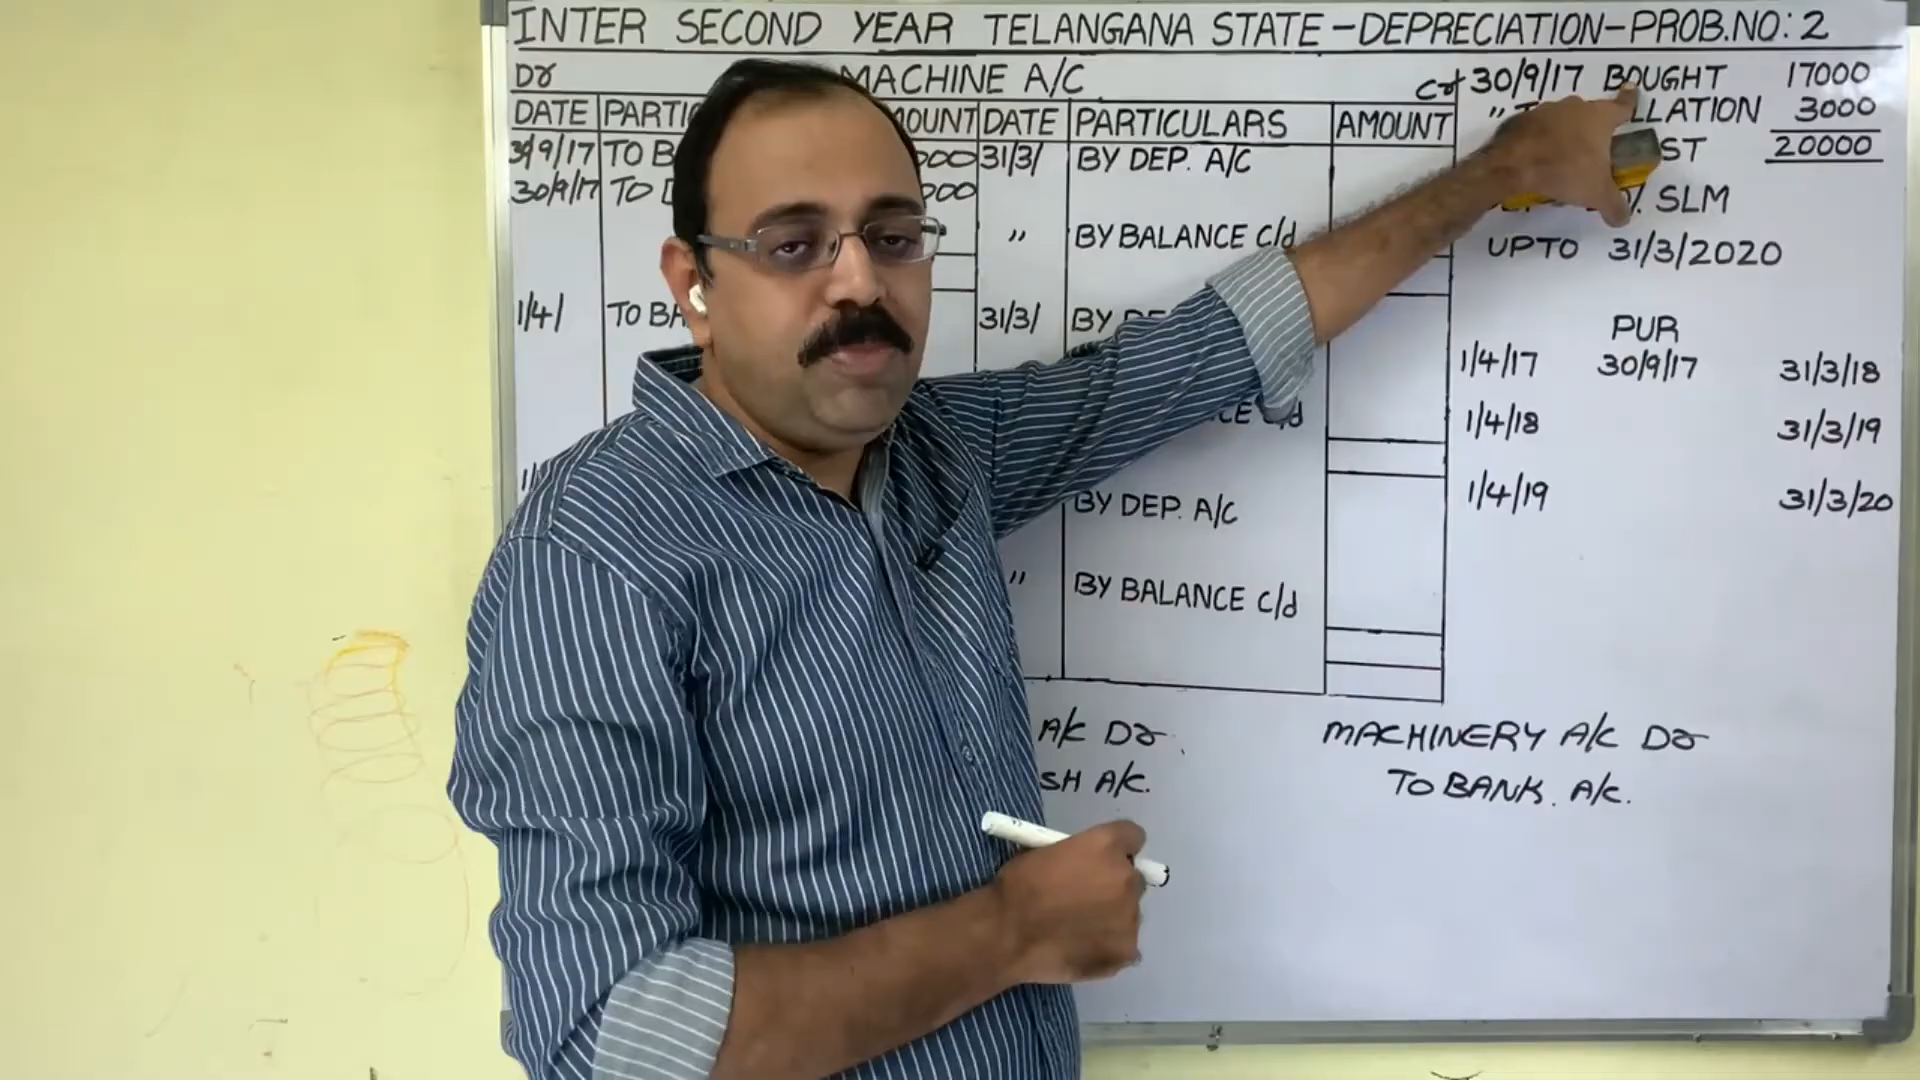 INTER SECOND YEAR TELANGANA STATE-DEPRECIATION-PROB.NO:2
Dr MACHINE A/C Cr
DATE AMOUNT DATE PARTICULARS AMOUNT
30/9/17 TO 31/3/ BY DEP. A/C
30/9/17 TO
" BY BALANCE c/d
1/4/ TO 31/3/ BY
c/d
BY DEP. A/C
" BY BALANCE c/d
30/9/17 BOUGHT 17000
" 3000
20000
SLM
UPTO 31/3/2020
PUR
1/4/17 30/9/17 31/3/18
1/4/18 31/3/19
1/4/19 31/3/20
A/c Dr
A/c.
MACHINERY A/c Dr
TO BANK. A/c.